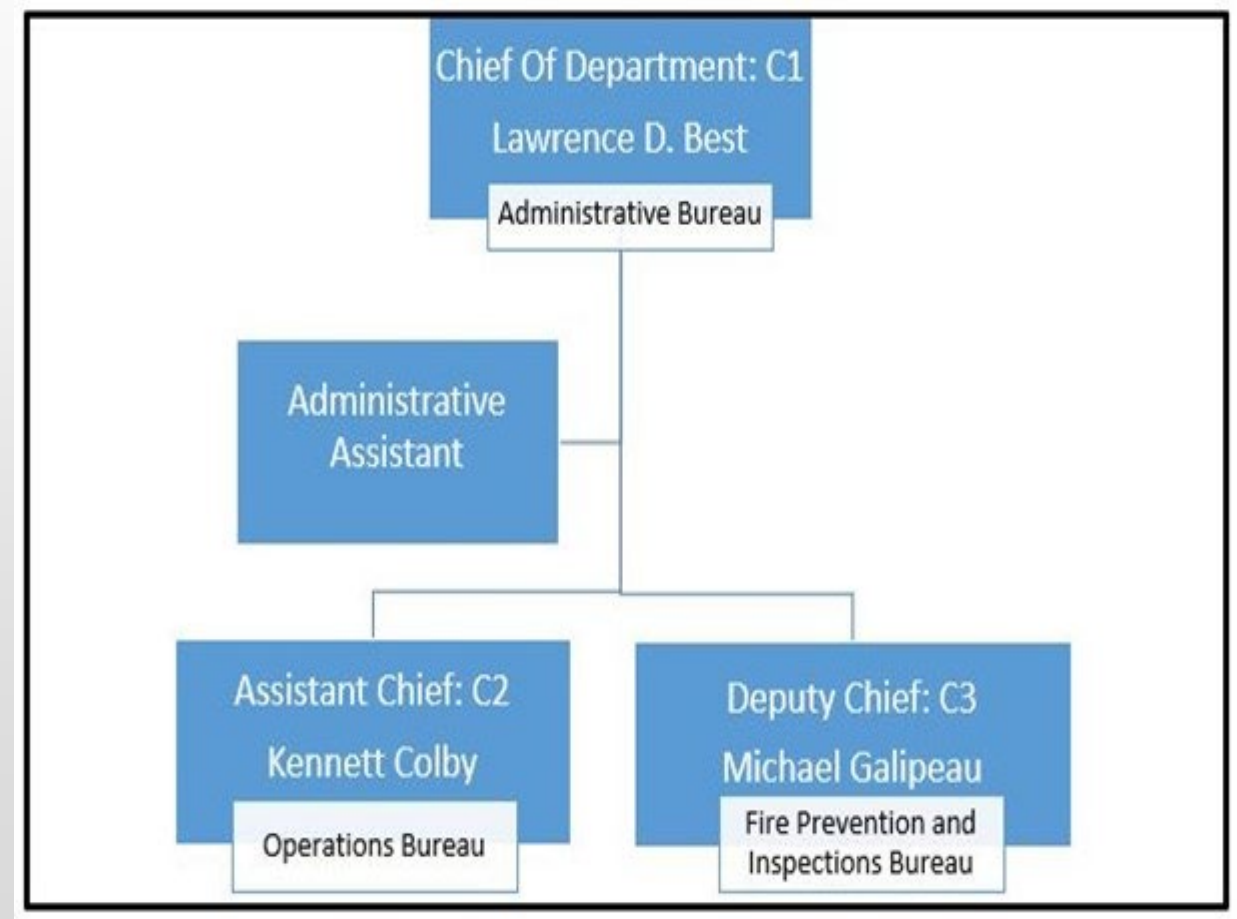 Chief Of Department: C1
Lawrence D. Best
Administrative Bureau
Administrative
Assistant
Assistant Chief: C2
Kennett Colby
Operations Bureau
Deputy Chief: C3
Michael Galipeau
Fire Prevention and
Inspections Bureau